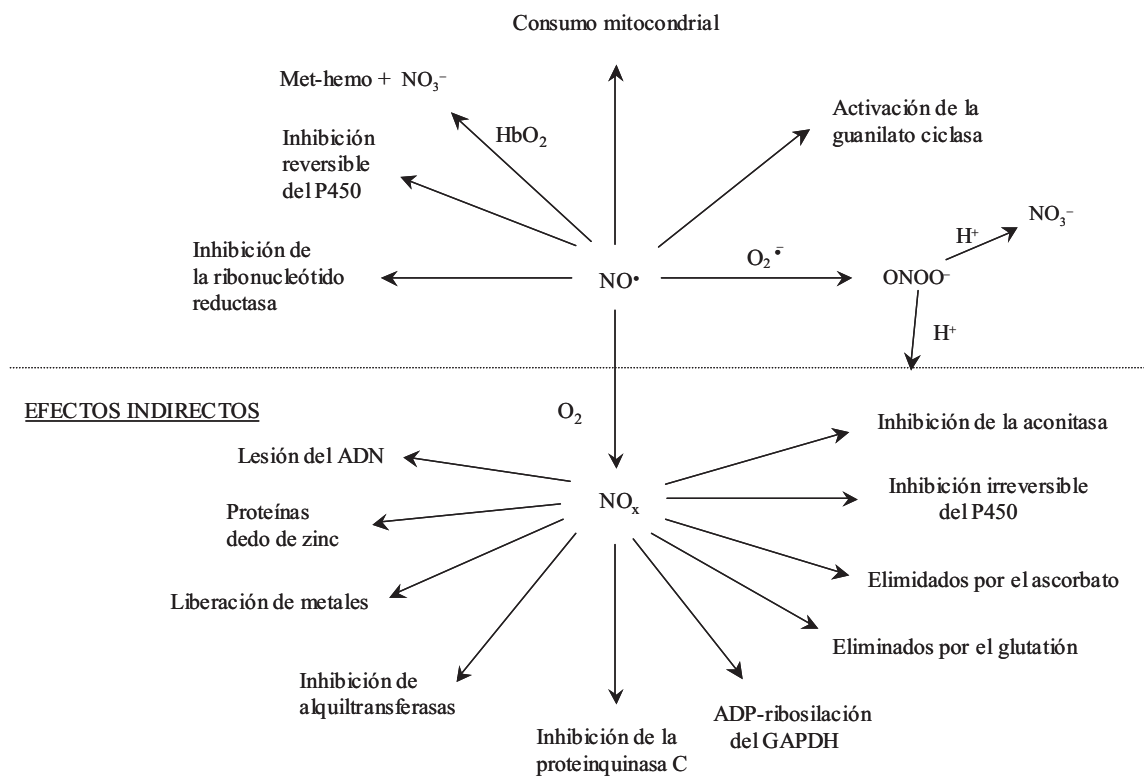 Consumo mitocondrial
Met-hemo + NO₃⁻
HbO₂
Activación de la
guanilato ciclasa
Inhibición
reversible
del P450
NO₃⁻
H⁺
Inhibición de
la ribonucleótido
reductasa
NO•
O₂•̄
ONOO⁻
H⁺
EFECTOS INDIRECTOS
O₂
Inhibición de la aconitasa
Lesión del ADN
NOₓ
Inhibición irreversible
del P450
Proteínas
dedo de zinc
Elimidados por el ascorbato
Liberación de metales
Eliminados por el glutatión
Inhibición de
alquiltransferasas
ADP-ribosilación
del GAPDH
Inhibición de la
proteinquinasa C